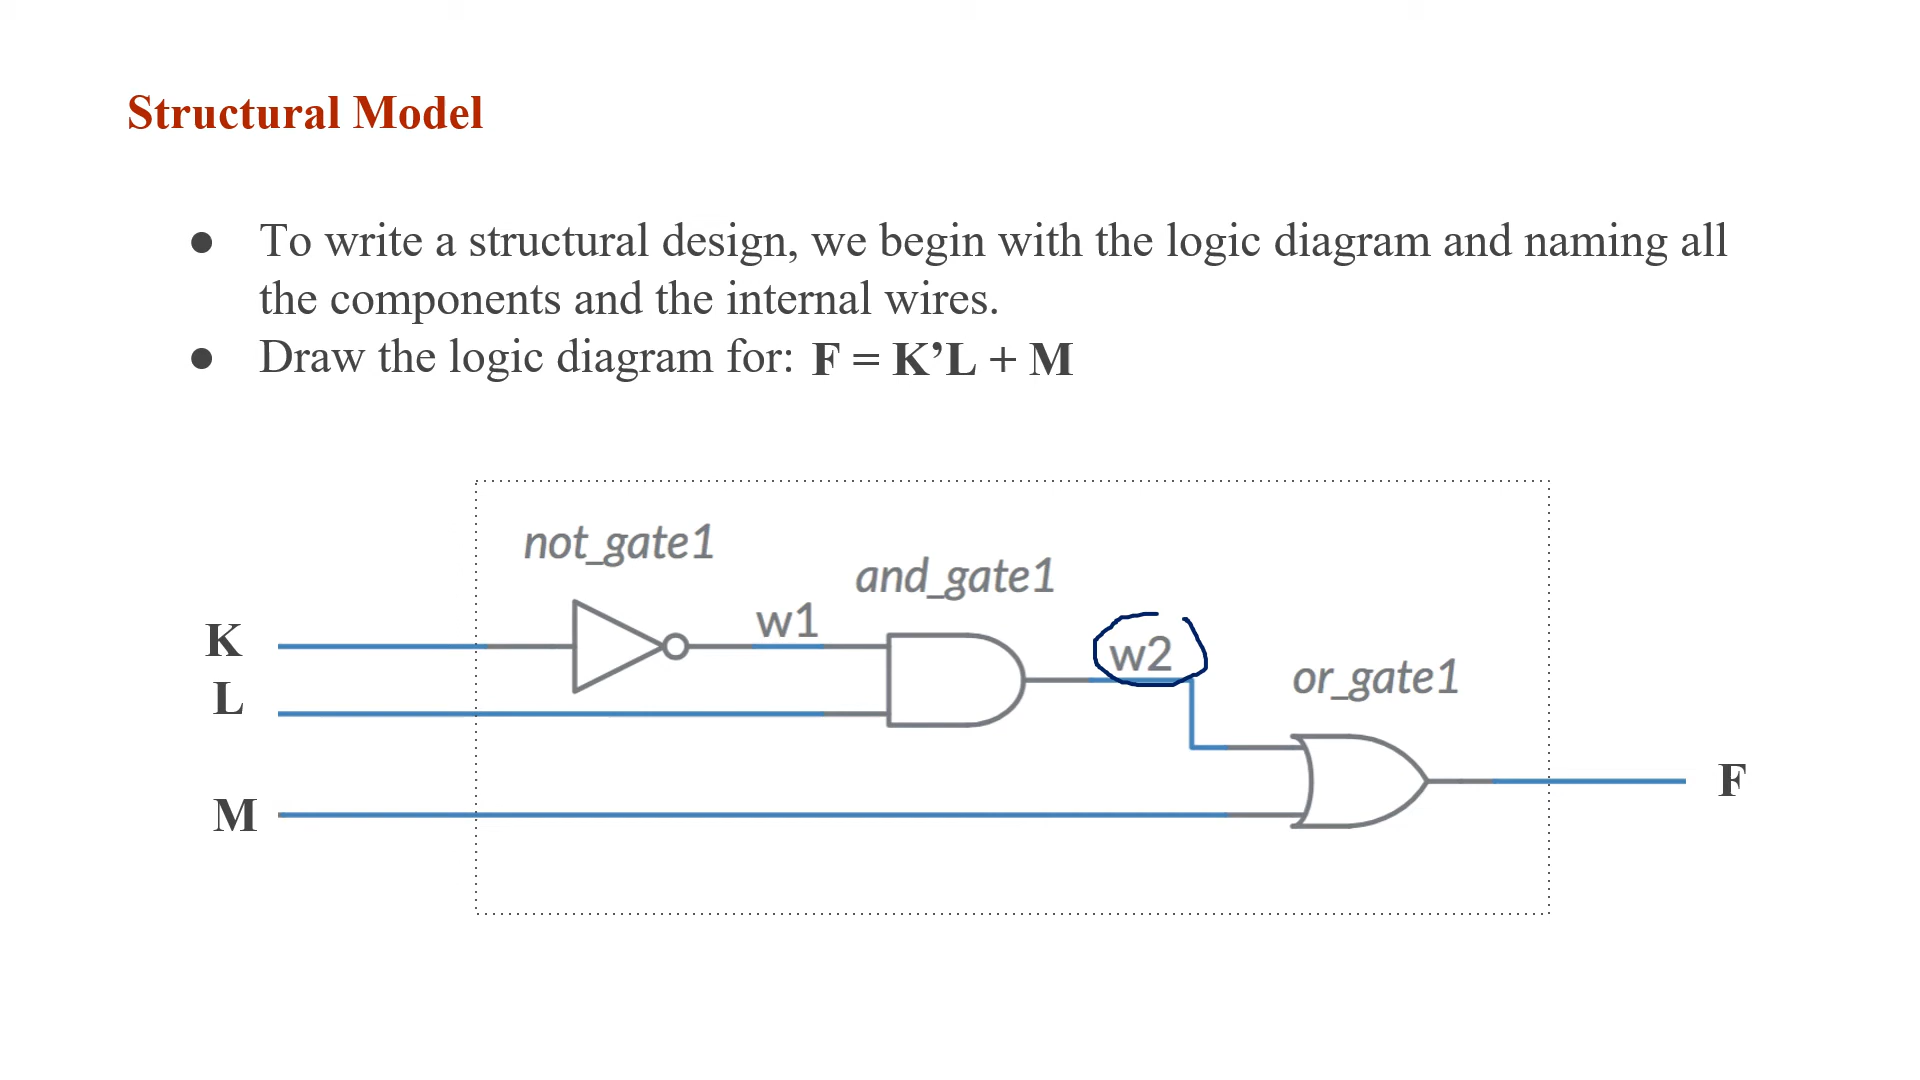 Structural Model
● To write a structural design, we begin with the logic diagram and naming all
the components and the internal wires.
● Draw the logic diagram for: F = K’L + M
not_gate1
and_gate1
w1
K
w2
or_gate1
L
F
M